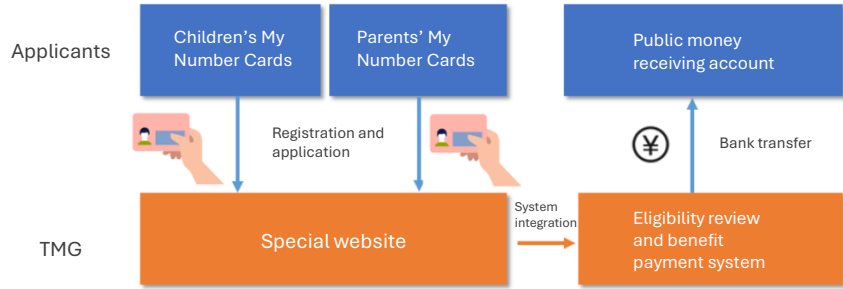 Applicants
Children's My
Number Cards
Parents' My
Number Cards
Public money
receiving account
Registration and
application
¥
Bank transfer
TMG
Special website
System
integration
Eligibility review
and benefit
payment system